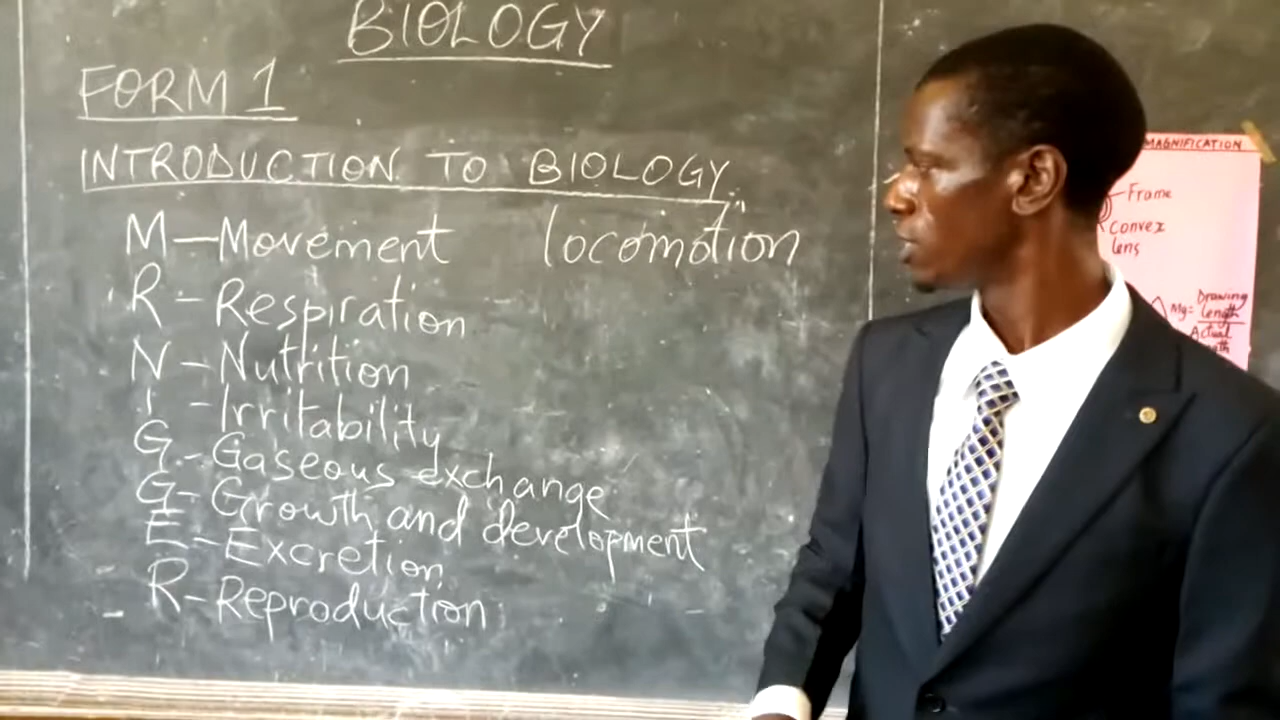 BIOLOGY
FORM 1
INTRODUCTION TO BIOLOGY
M - Movement locomotion
R - Respiration
N - Nutrition
I - Irritability
G - Gaseous exchange
G - Growth and development
E - Excretion
R - Reproduction
MAGNIFICATION
Frame
Convex
lens
Mg= Drawing
length
Actual